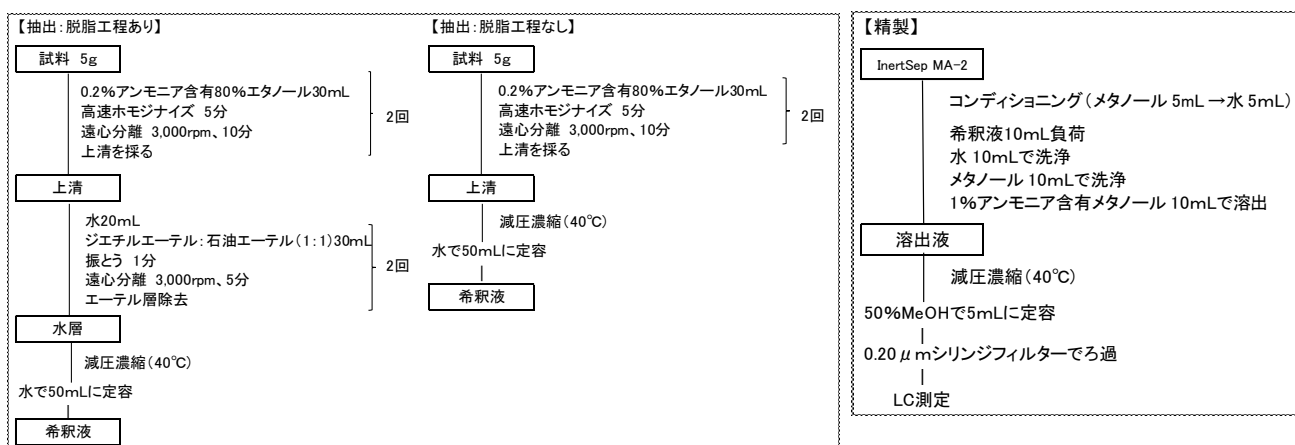 【抽出:脱脂工程あり】
試料 5g
0.2%アンモニア含有80%エタノール30mL
高速ホモジナイズ 5分
遠心分離 3,000rpm、10分
上清を採る
2回
上清
水20mL
ジエチルエーテル:石油エーテル(1:1)30mL
振とう 1分
遠心分離 3,000rpm、5分
エーテル層除去
2回
水層
減圧濃縮(40℃)
水で50mLに定容
希釈液
【抽出:脱脂工程なし】
試料 5g
0.2%アンモニア含有80%エタノール30mL
高速ホモジナイズ 5分
遠心分離 3,000rpm、10分
上清を採る
2回
上清
減圧濃縮(40℃)
水で50mLに定容
希釈液
【精製】
InertSep MA-2
コンディショニング(メタノール 5mL→水 5mL)
希釈液10mL負荷
水 10mLで洗浄
メタノール 10mLで洗浄
1%アンモニア含有メタノール 10mLで溶出
溶出液
減圧濃縮(40℃)
50%MeOHで5mLに定容
0.20μmシリンジフィルターでろ過
LC測定